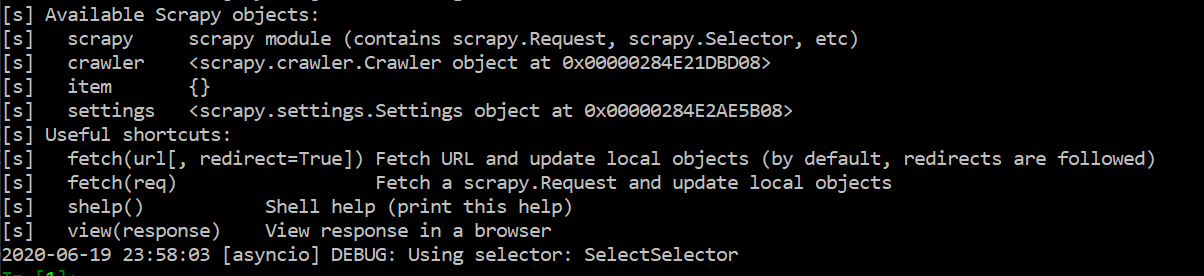 [s] Available Scrapy objects:
[s]   scrapy     scrapy module (contains scrapy.Request, scrapy.Selector, etc)
[s]   crawler    <scrapy.crawler.Crawler object at 0x00000284E21DBD08>
[s]   item       {}
[s]   settings   <scrapy.settings.Settings object at 0x00000284E2AE5B08>
[s] Useful shortcuts:
[s]   fetch(url[, redirect=True]) Fetch URL and update local objects (by default, redirects are followed)
[s]   fetch(req)                  Fetch a scrapy.Request and update local objects
[s]   shelp()           Shell help (print this help)
[s]   view(response)    View response in a browser
2020-06-19 23:58:03 [asyncio] DEBUG: Using selector: SelectSelector